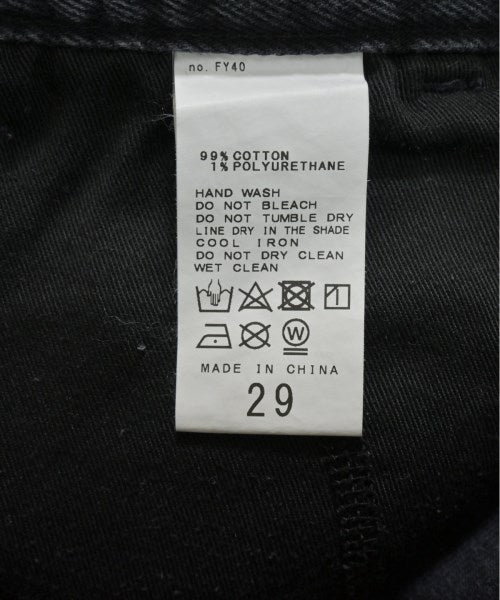 no. FY40
99% COTTON
1% POLYURETHANE
HAND WASH
DO NOT BLEACH
DO NOT TUMBLE DRY
LINE DRY IN THE SHADE
COOL IRON
DO NOT DRY CLEAN
WET CLEAN
W
MADE IN CHINA
29